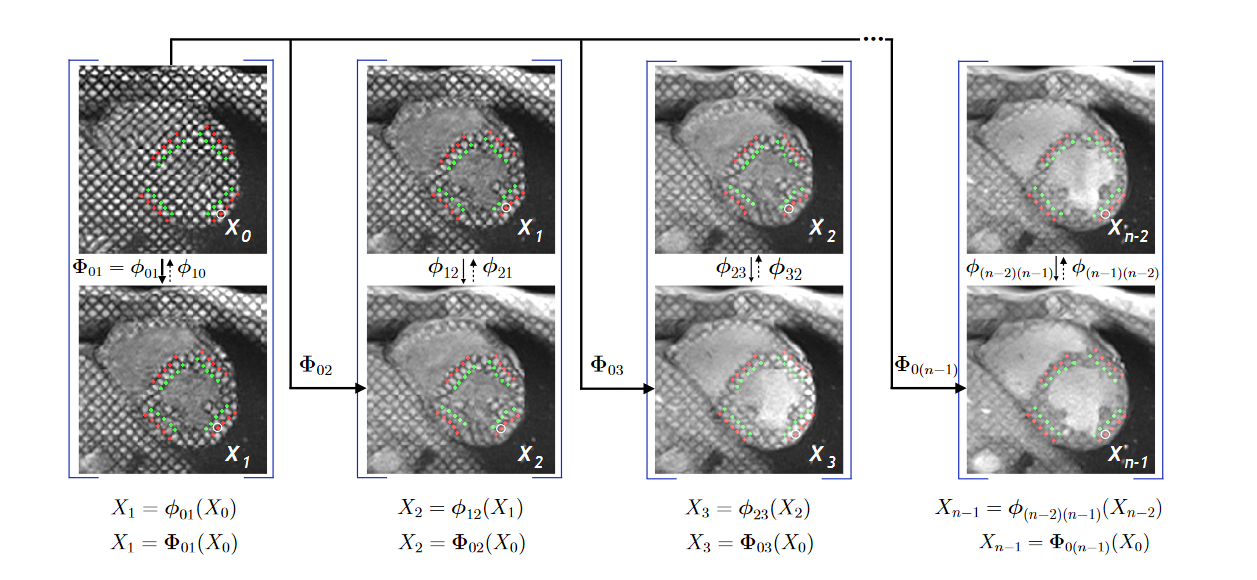 ...
X₀
X₁
X₂
Xₙ₋₂
Φ₀₁ = ϕ₀₁ ϕ₁₀
ϕ₁₂ ϕ₂₁
ϕ₂₃ ϕ₃₂
ϕ₍ₙ₋₂₎₍ₙ₋₁₎ ϕ₍ₙ₋₁₎₍ₙ₋₂₎
Φ₀₂
Φ₀₃
Φ₀₍ₙ₋₁₎
X₁
X₂
X₃
Xₙ₋₁
X₁ = ϕ₀₁(X₀)
X₁ = Φ₀₁(X₀)
X₂ = ϕ₁₂(X₁)
X₂ = Φ₀₂(X₀)
X₃ = ϕ₂₃(X₂)
X₃ = Φ₀₃(X₀)
Xₙ₋₁ = ϕ₍ₙ₋₂₎₍ₙ₋₁₎(Xₙ₋₂)
Xₙ₋₁ = Φ₀₍ₙ₋₁₎(X₀)